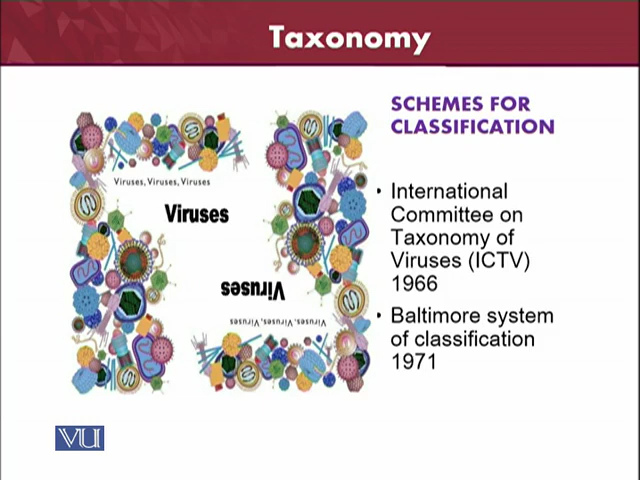 Taxonomy
SCHEMES FOR
CLASSIFICATION
Viruses, Viruses, Viruses
Viruses
Viruses
Viruses, Viruses, Viruses
• International
Committee on
Taxonomy of
Viruses (ICTV)
1966
• Baltimore system
of classification
1971
VU